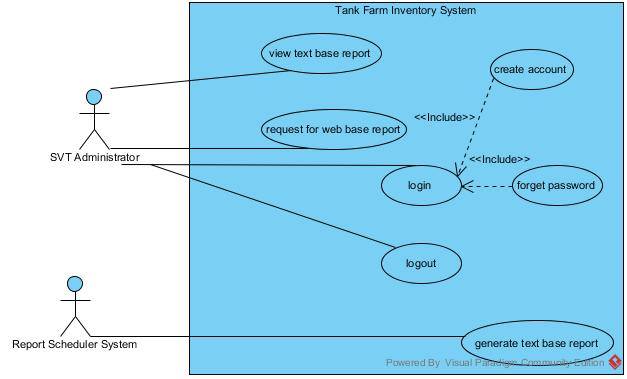 Tank Farm Inventory System
view text base report
create account
<<Include>>
request for web base report
SVT Administrator
<<Include>>
login
forget password
logout
generate text base report
Report Scheduler System
Powered By Visual Paradigm Community Edition